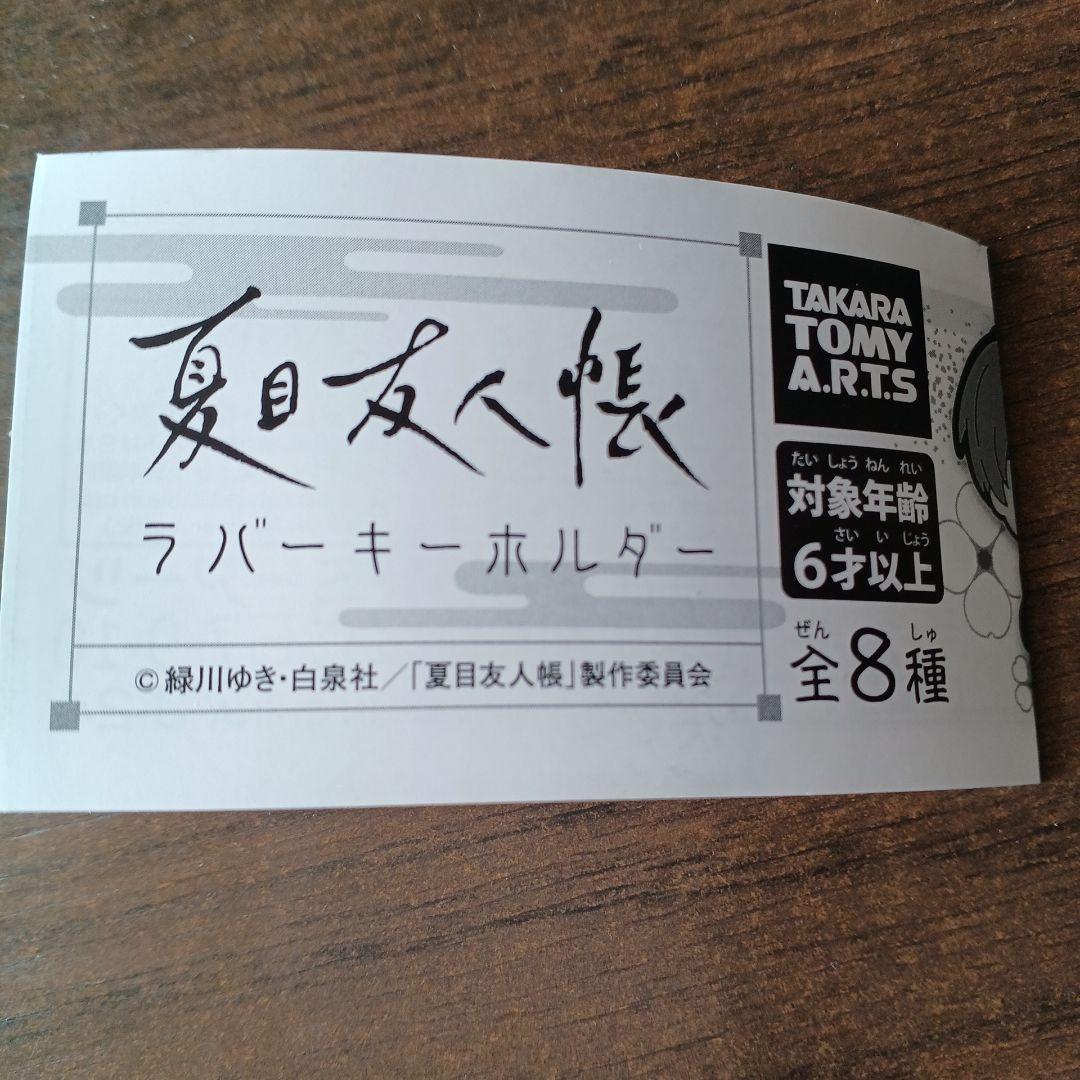 夏目友人帳
ラバーキーホルダー
©緑川ゆき・白泉社／「夏目友人帳」製作委員会
TAKARA
TOMY
A.R.T.S
たいしょうねんれい
対象年齢
さいいじょう
6才以上
ぜん しゅ
全8種